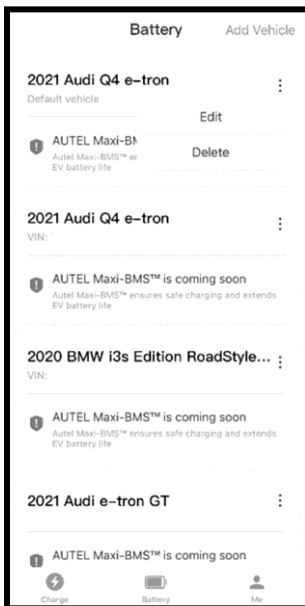 Battery
Add Vehicle
2021 Audi Q4 e-tron
Default vehicle
Edit
Delete
AUTEL Maxi-BM
Autel Maxi-BMS™ en
EV battery life
2021 Audi Q4 e-tron
VIN:
AUTEL Maxi-BMS™ is coming soon
Autel Maxi-BMS™ ensures safe charging and extends
EV battery life
2020 BMW i3s Edition RoadStyle...
VIN:
AUTEL Maxi-BMS™ is coming soon
Autel Maxi-BMS™ ensures safe charging and extends
EV battery life
2021 Audi e-tron GT
AUTEL Maxi-BMS™ is coming soon
Charge
Battery
Me